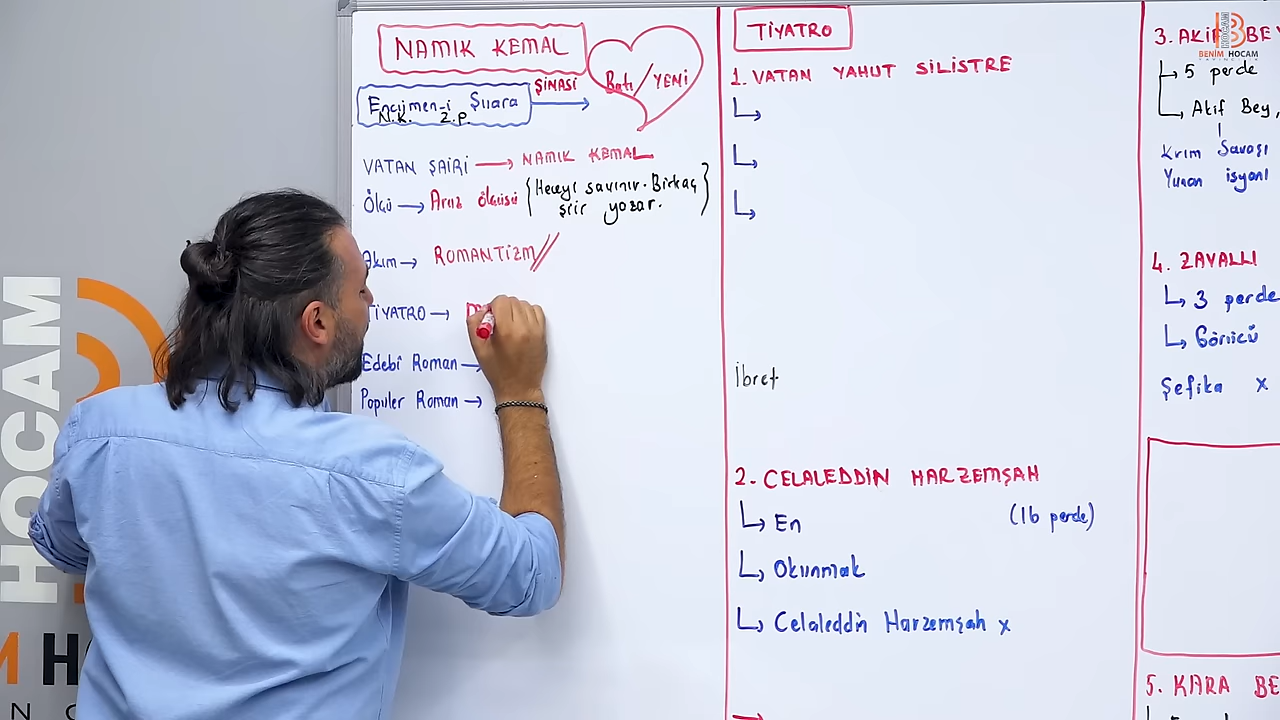 NAMIK KEMAL
Batı/YENİ
Encümen-i Şuara
ŞİNASİ
N.K. Z.P.
VATAN ŞAİRİ → NAMIK KEMAL
Ölçü → Aruz ölçüsü (Heceyi savunur. Birkaç
şiir yazar.)
Akım → ROMANTİZM //
TİYATRO →
Edebî Roman →
Popüler Roman →
TİYATRO
1. VATAN YAHUT SİLİSTRE
İbret
2. CELALEDDİN HARZEMŞAH
En (16 perde)
Okunmak
Celaleddin Harzemşah x
3. AKİF BEY
5 perde
Akif Bey,
Kırım Savaşı
Yunan isyanı
4. ZAVALLI
3 perde
Görücü
Şefika x
5. KARA BE
BENİM HOCAM
YAYINCILIK
HOCAM